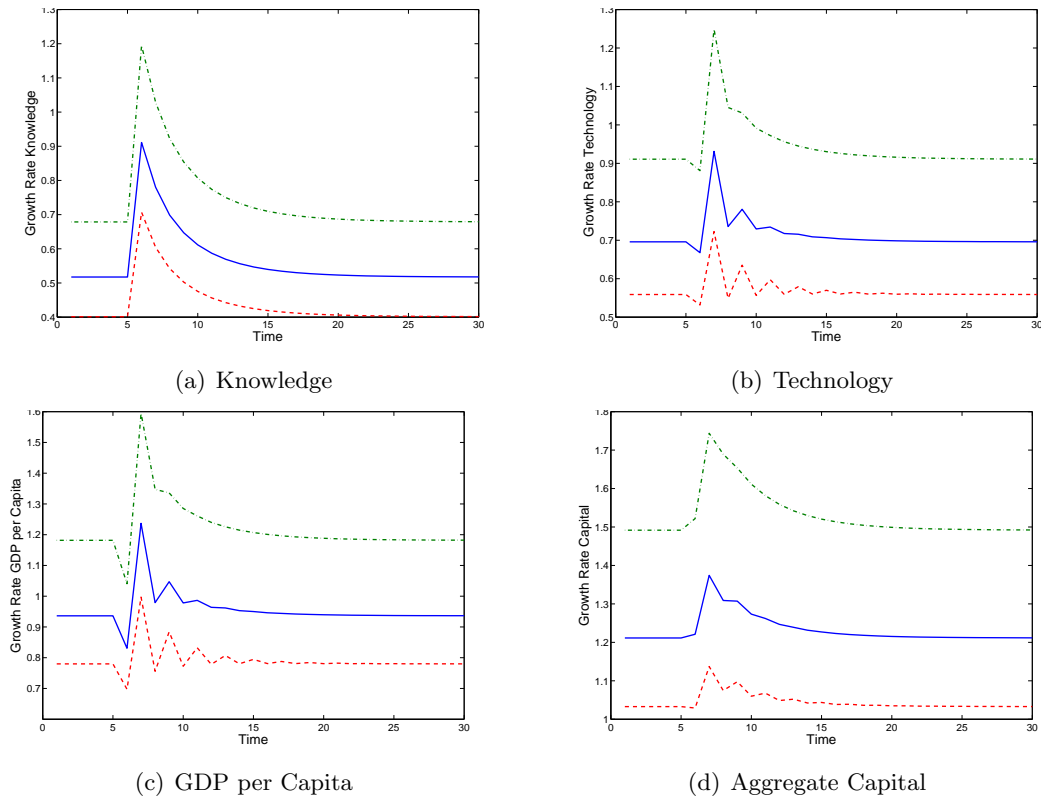 1.3
1.2
1.1
1
0.9
0.8
0.7
0.6
0.5
0.4
Growth Rate Knowledge
0 5 10 15 20 25 30
Time
(a) Knowledge
1.3
1.2
1.1
1
0.9
0.8
0.7
0.6
0.5
Growth Rate Technology
0 5 10 15 20 25 30
Time
(b) Technology
1.6
1.5
1.4
1.3
1.2
1.1
1
0.9
0.8
0.7
Growth Rate GDP per Capita
0 5 10 15 20 25 30
Time
(c) GDP per Capita
1.8
1.7
1.6
1.5
1.4
1.3
1.2
1.1
1
Growth Rate Capital
0 5 10 15 20 25 30
Time
(d) Aggregate Capital